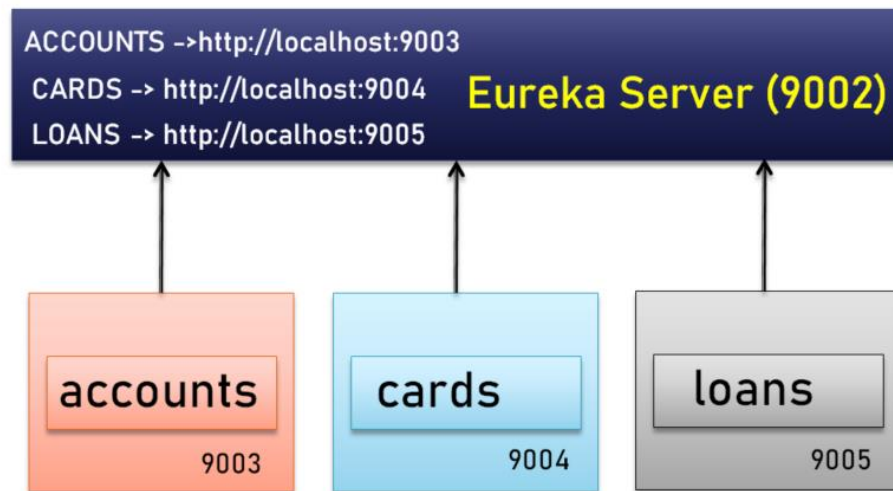 ACCOUNTS ->http://localhost:9003
CARDS -> http://localhost:9004
LOANS -> http://localhost:9005
Eureka Server (9002)
accounts
9003
cards
9004
loans
9005